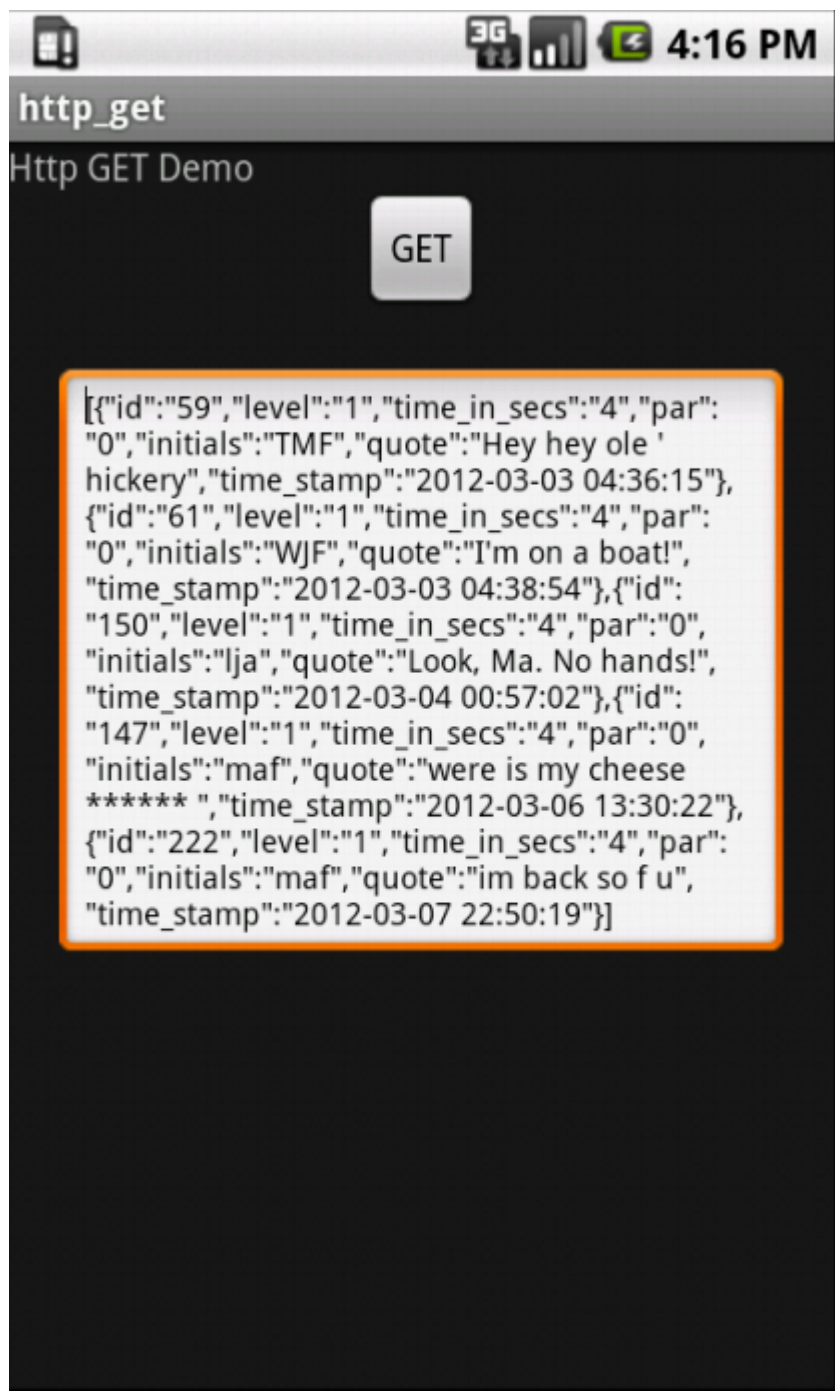 3G 4:16 PM
http_get
Http GET Demo
GET
[{"id":"59","level":"1","time_in_secs":"4","par":
"0","initials":"TMF","quote":"Hey hey ole '
hickery","time_stamp":"2012-03-03 04:36:15"},
{"id":"61","level":"1","time_in_secs":"4","par":
"0","initials":"WJF","quote":"I'm on a boat!",
"time_stamp":"2012-03-03 04:38:54"},{"id":
"150","level":"1","time_in_secs":"4","par":"0",
"initials":"lja","quote":"Look, Ma. No hands!",
"time_stamp":"2012-03-04 00:57:02"},{"id":
"147","level":"1","time_in_secs":"4","par":"0",
"initials":"maf","quote":"were is my cheese
****** ","time_stamp":"2012-03-06 13:30:22"},
{"id":"222","level":"1","time_in_secs":"4","par":
"0","initials":"maf","quote":"im back so f u",
"time_stamp":"2012-03-07 22:50:19"}]